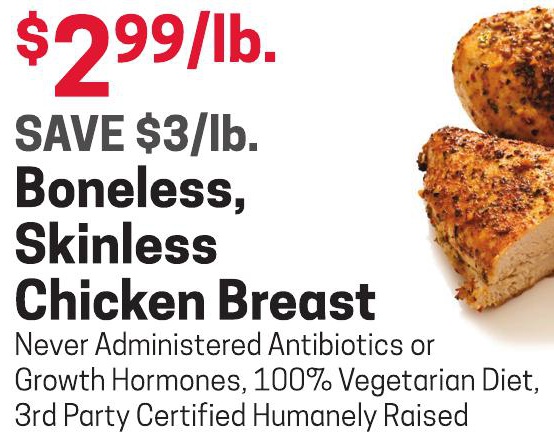 $2.99/lb.
SAVE $3/lb.
Boneless,
Skinless
Chicken Breast
Never Administered Antibiotics or
Growth Hormones, 100% Vegetarian Diet,
3rd Party Certified Humanely Raised